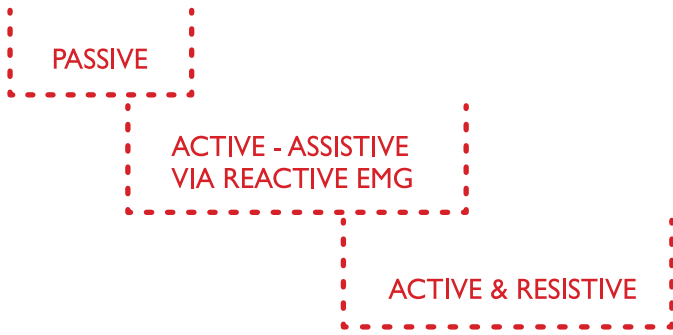 PASSIVE
ACTIVE - ASSISTIVE
VIA REACTIVE EMG
ACTIVE & RESISTIVE